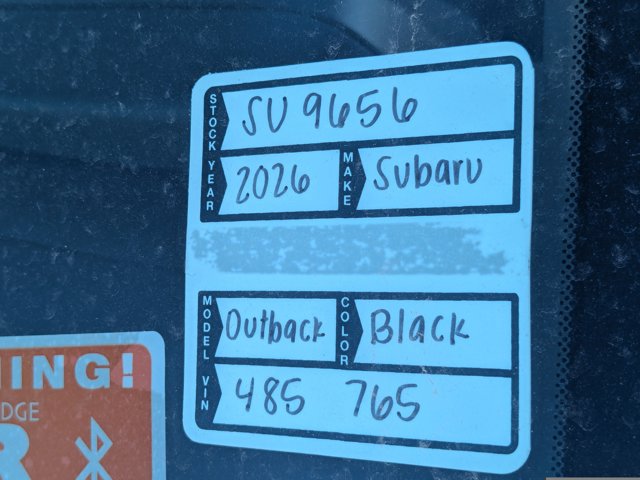 STOCK SU 9656
YEAR 2026 MAKE Subaru
MODEL Outback COLOR Black
VIN 485 765
NING!
DGE
R